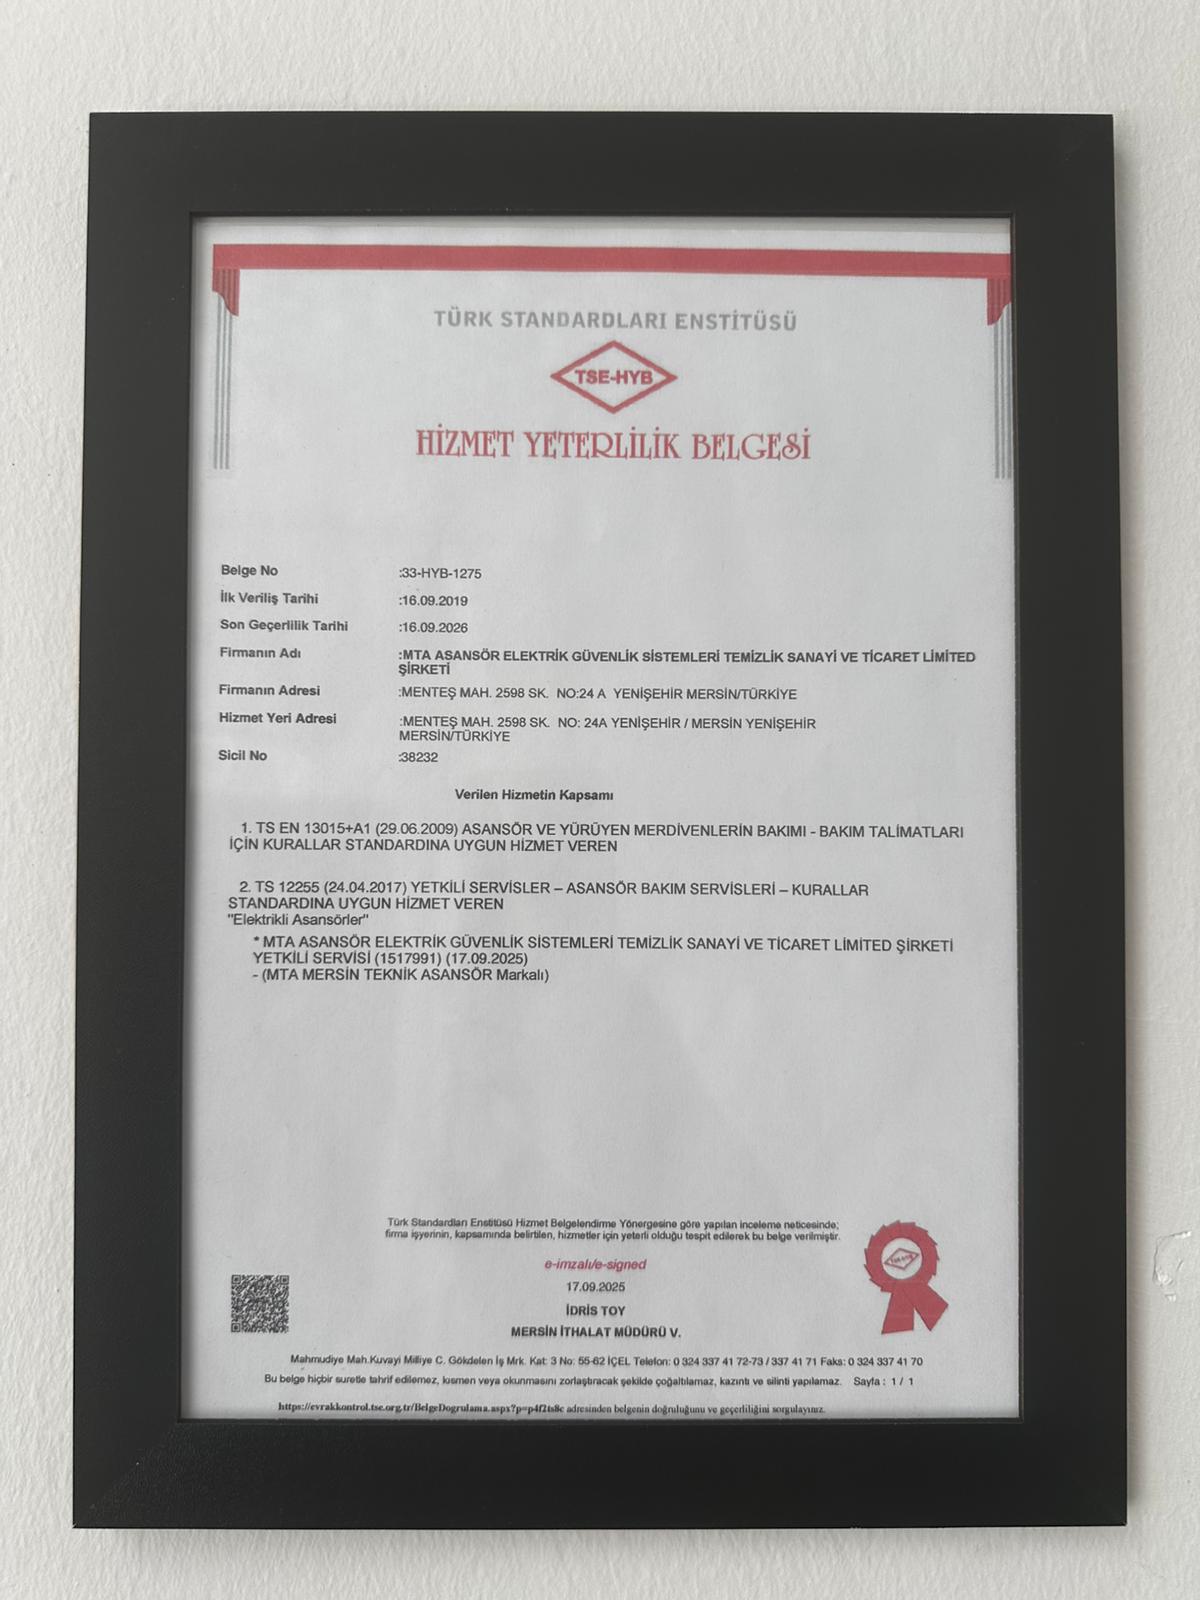 TÜRK STANDARDLARI ENSTİTÜSÜ
TSE-HYB
HİZMET YETERLİLİK BELGESİ
Belge No :33-HYB-1275
İlk Veriliş Tarihi :16.09.2019
Son Geçerlilik Tarihi :16.09.2026
Firmanın Adı :MTA ASANSÖR ELEKTRİK GÜVENLİK SİSTEMLERİ TEMİZLİK SANAYİ VE TİCARET LİMİTED
ŞİRKETİ
Firmanın Adresi :MENTEŞ MAH. 2598 SK. NO:24 A YENİŞEHİR MERSİN/TÜRKİYE
Hizmet Yeri Adresi :MENTEŞ MAH. 2598 SK. NO: 24A YENİŞEHİR / MERSİN YENİŞEHİR
MERSİN/TÜRKİYE
Sicil No :38232
Verilen Hizmetin Kapsamı
1. TS EN 13015+A1 (29.06.2009) ASANSÖR VE YÜRÜYEN MERDİVENLERİN BAKIMI - BAKIM TALİMATLARI
İÇİN KURALLAR STANDARDINA UYGUN HİZMET VEREN
2. TS 12255 (24.04.2017) YETKİLİ SERVİSLER – ASANSÖR BAKIM SERVİSLERİ – KURALLAR
STANDARDINA UYGUN HİZMET VEREN
"Elektrikli Asansörler"
* MTA ASANSÖR ELEKTRİK GÜVENLİK SİSTEMLERİ TEMİZLİK SANAYİ VE TİCARET LİMİTED ŞİRKETİ
YETKİLİ SERVİSİ (1517991) (17.09.2025)
- (MTA MERSİN TEKNİK ASANSÖR Markalı)
Türk Standardları Enstitüsü Hizmet Belgelendirme Yönergesine göre yapılan inceleme neticesinde;
firma işyerinin, kapsamında belirtilen, hizmetler için yeterli olduğu tespit edilerek bu belge verilmiştir.
TSE-HYB
e-imzalı/e-signed
17.09.2025
İDRİS TOY
MERSİN İTHALAT MÜDÜRÜ V.
Mahmudiye Mah.Kuvayi Milliye C. Gökdelen İş Mrk. Kat: 3 No: 55-62 İÇEL Telefon: 0 324 337 41 72-73 / 337 41 71 Faks: 0 324 337 41 70
Bu belge hiçbir suretle tahrif edilemez, kısmen veya okunmasını zorlaştıracak şekilde çoğaltılamaz, kazıntı ve silinti yapılamaz. Sayfa : 1 / 1
https://evrakkontrol.tse.org.tr/BelgeDogrulama.aspx?p=p4f2ts8c adresinden belgenin doğruluğunu ve geçerliliğini sorgulayınız.